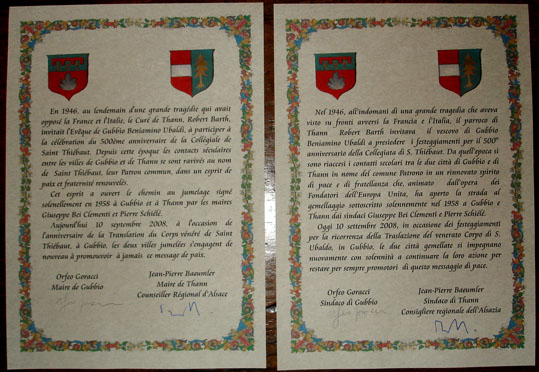 En 1946, au lendemain d'une grande tragédie qui avait
opposé la France et l'Italie, le Curé de Thann, Robert Barth,
invitait l'Evêque de Gubbio Beniamino Ubaldi, à participer à
la célébration du 500ème anniversaire de la Collégiale de
Saint Thiébaut. Depuis cette époque les contacts séculaires
entre les villes de Gubbio et de Thann se sont ravivés au nom
de Saint Thiébaut, leur Patron commun, dans un esprit de
paix et fraternité renouvelés.
Cet esprit a ouvert le chemin au jumelage signé
solennellement en 1958 à Gubbio et à Thann par les maires
Giuseppe Bei Clementi et Pierre Schiélé.
Aujourd'hui 10 septembre 2008, à l'occasion de
l'anniversaire de la Translation du Corps vénéré de Saint
Thiébaut, à Gubbio, les deux villes jumelées s'engagent de
nouveau à promouvoir à jamais ce message de paix.
Orfeo Goracci
Maire de Gubbio
Jean-Pierre Baeumler
Maire de Thann
Conseiller Régional d'Alsace
Nel 1946, all'indomani di una grande tragedia che aveva
visto su fronti avversi la Francia e l'Italia, il parroco di
Thann Robert Barth invitava il vescovo di Gubbio
Beniamino Ubaldi a presiedere i festeggiamenti per il 500°
anniversario della Collegiata di S. Thiébaut. Da quell'epoca si
sono riaccesi i contatti secolari tra le due città di Gubbio e di
Thann in nome del comune Patrono in un rinnovato spirito
di pace e di fratellanza che, animato dall'opera dei
Fondatori dell'Europa Unita, ha aperto la strada al
gemellaggio sottoscritto solennemente nel 1958 a Gubbio e
Thann dai sindaci Giuseppe Bei Clementi e Pierre Schiélé.
Oggi 10 settembre 2008, in occasione dei festeggiamenti
per la ricorrenza della Traslazione del venerato Corpo di S.
Ubaldo, in Gubbio, le due città gemellate si impegnano
nuovamente con solennità a continuare la loro azione per
restare per sempre promotori di questo messaggio di pace.
Orfeo Goracci
Sindaco di Gubbio
Jean-Pierre Baeumler
Sindaco di Thann
Consigliere regionale dell'Alsazia